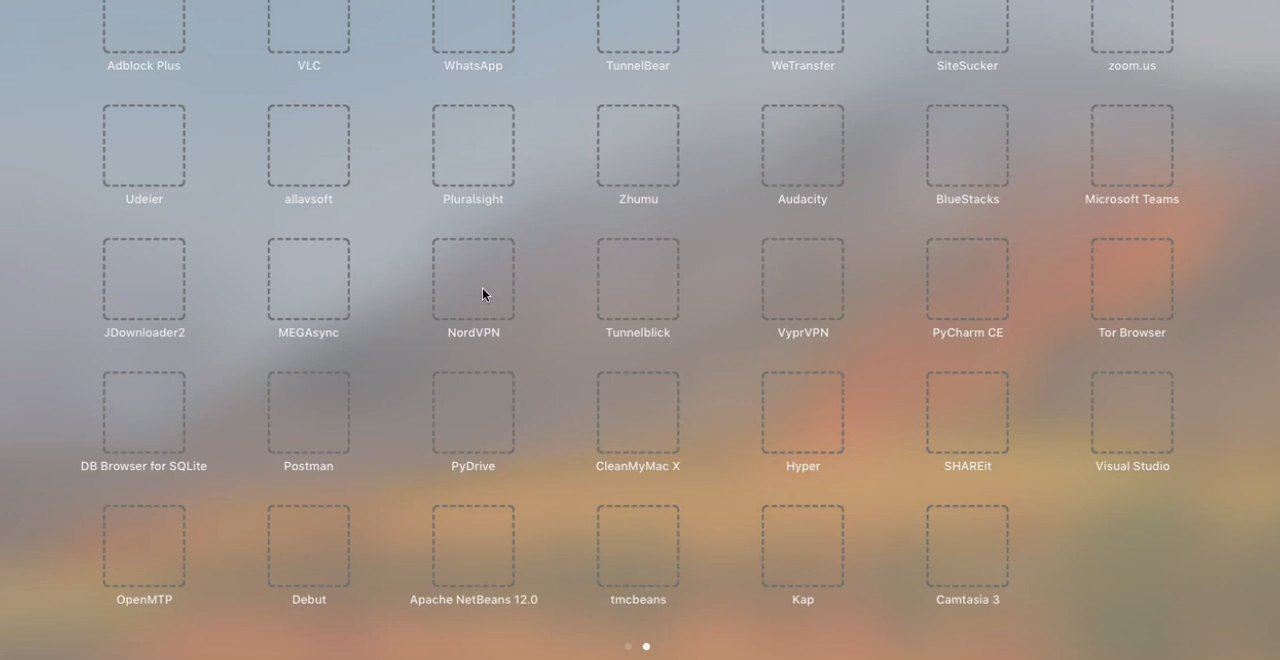 Adblock Plus
VLC
WhatsApp
TunnelBear
WeTransfer
SiteSucker
zoom.us
Udeler
allavsoft
Pluralsight
Zhumu
Audacity
BlueStacks
Microsoft Teams
JDownloader2
MEGAsync
NordVPN
Tunnelblick
VyprVPN
PyCharm CE
Tor Browser
DB Browser for SQLite
Postman
PyDrive
CleanMyMac X
Hyper
SHAREit
Visual Studio
OpenMTP
Debut
Apache NetBeans 12.0
tmcbeans
Kap
Camtasia 3